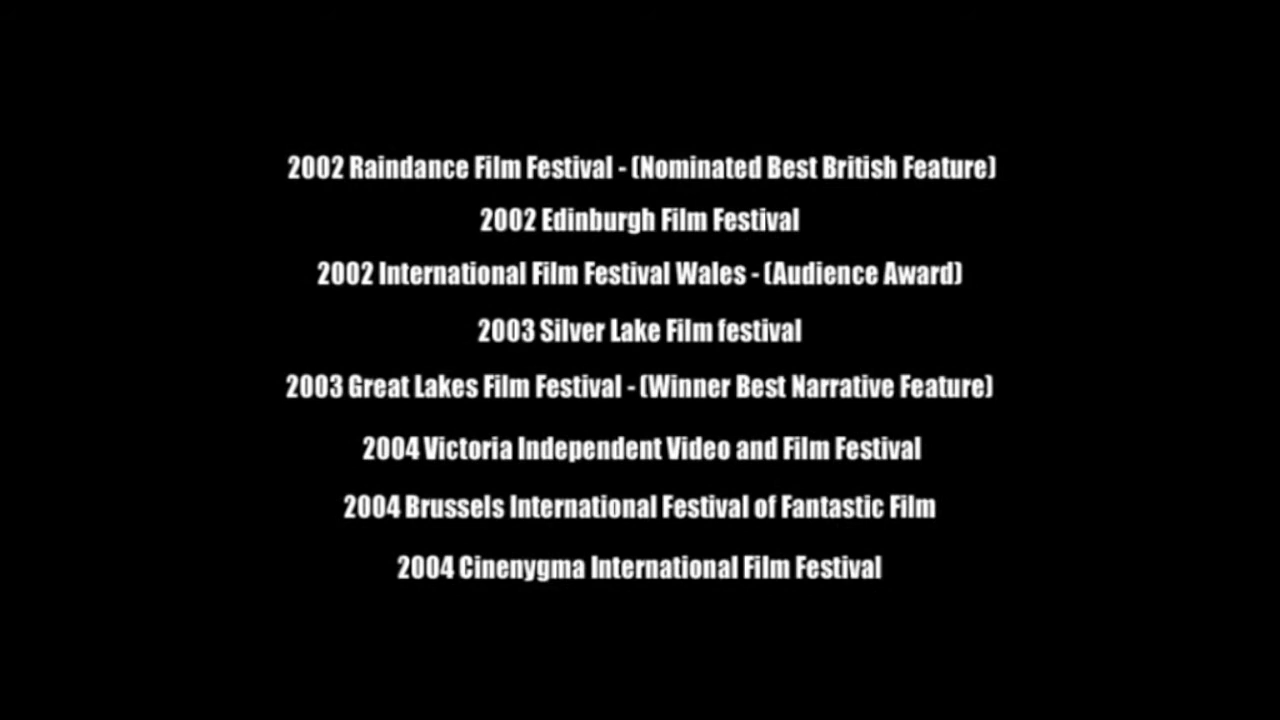 2002 Raindance Film Festival - (Nominated Best British Feature)
2002 Edinburgh Film Festival
2002 International Film Festival Wales - (Audience Award)
2003 Silver Lake Film festival
2003 Great Lakes Film Festival - (Winner Best Narrative Feature)
2004 Victoria Independent Video and Film Festival
2004 Brussels International Festival of Fantastic Film
2004 Cinenygma International Film Festival